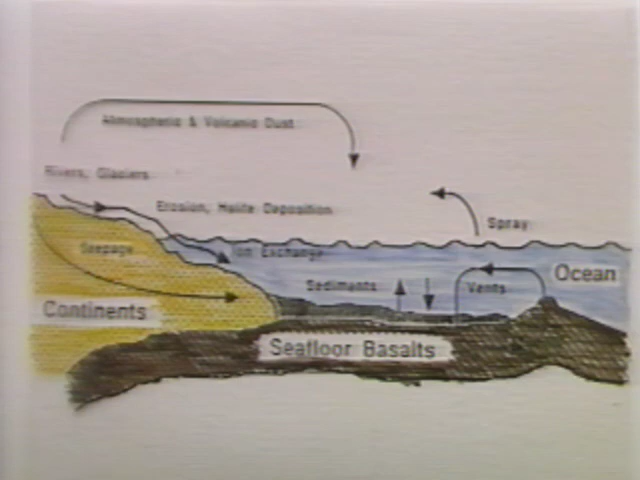 Atmospheric & Volcanic Dust
Rivers, Glaciers
Erosion, Halite Deposition
Spray
Seepage
Ion Exchange
Ocean
Sediments
Vents
Continents
Seafloor Basalts